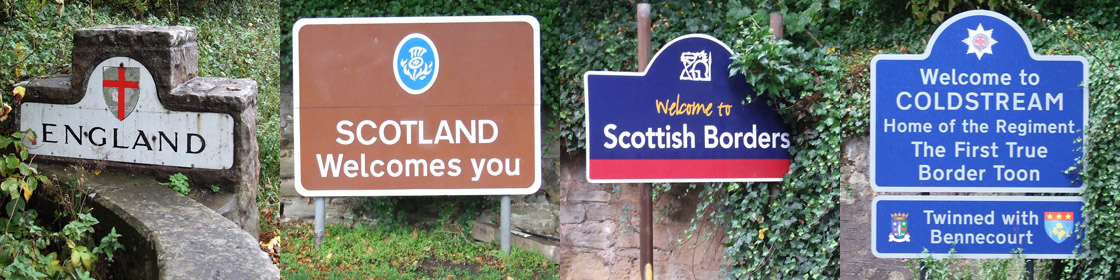 ENGLAND
SCOTLAND
Welcomes you
Welcome to
Scottish Borders
Welcome to
COLDSTREAM
Home of the Regiment.
The First True
Border Toon
Twinned with
Bennecourt